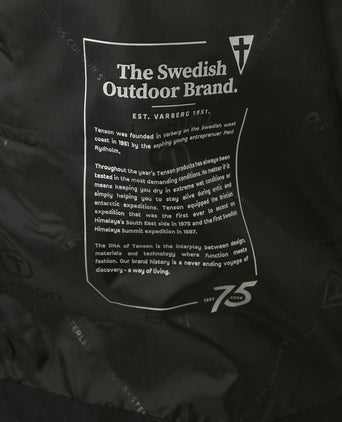 The Swedish
Outdoor Brand.
EST. VARBERG 1951.
Tenson was founded in Varberg on the Swedish west
coast in 1951 by the aspiring young entreprenuer Paul
Rydholm.
Throughout the year's Tenson products has always been
tested in the most demanding conditions. No matter if it
means keeping you dry in extreme wet conditions or
simply helping you to stay alive during arctic and
antarctic expeditions. Tenson equipped the British
expedition that was the first ever to ascend on
Himalaya's South East side in 1975 and the first Swedish
Himalaya Summit expedition in 1987.
The DNA of Tenson is the interplay between design,
materials and technology where function meets
fashion. Our brand history is a never ending voyage of
discovery - a way of living.
1951 75 2026